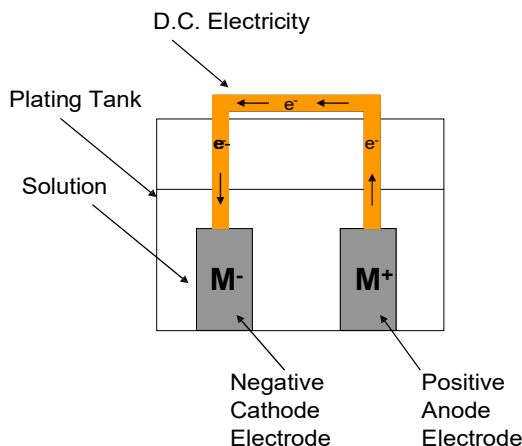 D.C. Electricity
Plating Tank
e-
e-
e-
Solution
M-
M+
Negative
Cathode
Electrode
Positive
Anode
Electrode